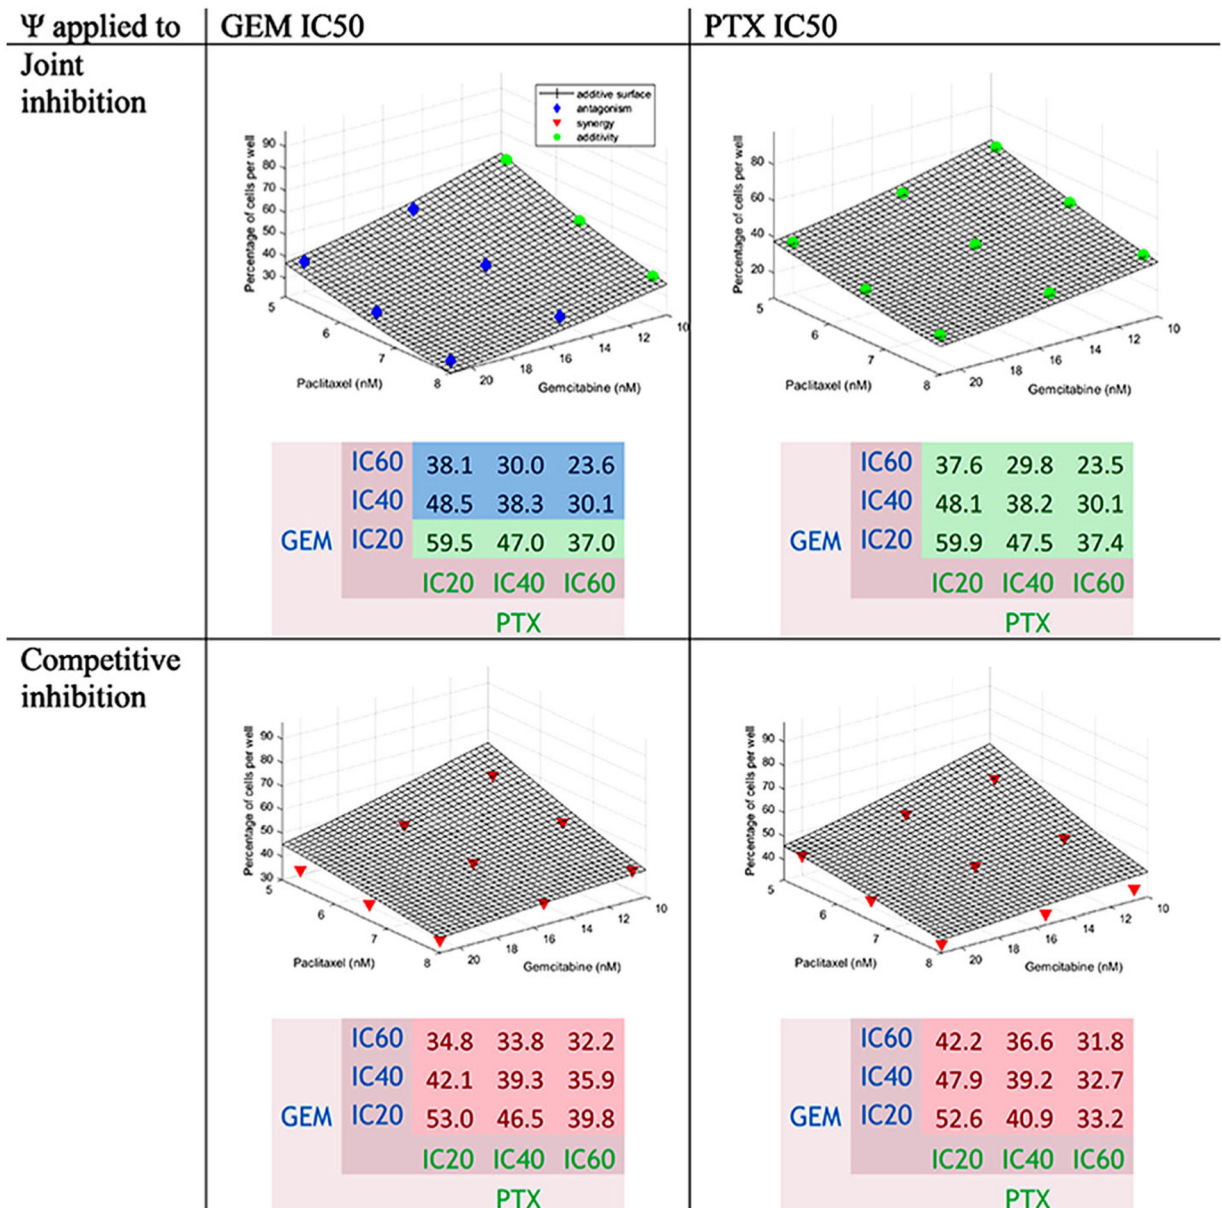 Ψ applied to GEM IC50 PTX IC50
Joint
inhibition
additive surface
antagonism
synergy
additivity
Percentage of cells per well
90
80
70
60
50
40
30
5
6
7
8
Paclitaxel (nM)
20
18
16
14
12
10
Gemcitabine (nM)
Percentage of cells per well
80
60
40
20
5
6
7
8
Paclitaxel (nM)
20
18
16
14
12
10
Gemcitabine (nM)
IC60 38.1 30.0 23.6
IC40 48.5 38.3 30.1
GEM IC20 59.5 47.0 37.0
IC20 IC40 IC60
PTX
IC60 37.6 29.8 23.5
IC40 48.1 38.2 30.1
GEM IC20 59.9 47.5 37.4
IC20 IC40 IC60
PTX
Competitive
inhibition
Percentage of cells per well
90
80
70
60
50
40
30
5
6
7
8
Paclitaxel (nM)
20
18
16
14
12
10
Gemcitabine (nM)
Percentage of cells per well
90
80
70
60
50
40
5
6
7
8
Paclitaxel (nM)
20
18
16
14
12
10
Gemcitabine (nM)
IC60 34.8 33.8 32.2
IC40 42.1 39.3 35.9
GEM IC20 53.0 46.5 39.8
IC20 IC40 IC60
PTX
IC60 42.2 36.6 31.8
IC40 47.9 39.2 32.7
GEM IC20 52.6 40.9 33.2
IC20 IC40 IC60
PTX